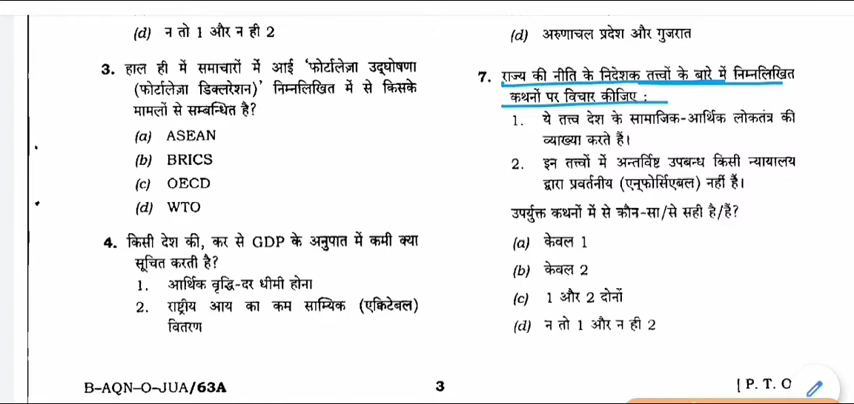 (d) न तो 1 और न ही 2
3. हाल ही में समाचारों में आई 'फोर्टालेज़ा उद्घोषणा
(फोर्टालेज़ा डिक्लरेशन)' निम्नलिखित में से किसके
मामलों से सम्बन्धित है?
(a) ASEAN
(b) BRICS
(c) OECD
(d) WTO
4. किसी देश की, कर से GDP के अनुपात में कमी क्या
सूचित करती है?
1. आर्थिक वृद्धि-दर धीमी होना
2. राष्ट्रीय आय का कम साम्यिक (एक्विटेबल)
वितरण
(d) अरुणाचल प्रदेश और गुजरात
7. राज्य की नीति के निदेशक तत्त्वों के बारे में निम्नलिखित
कथनों पर विचार कीजिए :
1. ये तत्त्व देश के सामाजिक-आर्थिक लोकतंत्र की
व्याख्या करते हैं।
2. इन तत्त्वों में अन्तर्विष्ट उपबन्ध किसी न्यायालय
द्वारा प्रवर्तनीय (एन्फोर्सिएबल) नहीं हैं।
उपर्युक्त कथनों में से कौन-सा/से सही है/हैं?
(a) केवल 1
(b) केवल 2
(c) 1 और 2 दोनों
(d) न तो 1 और न ही 2
B-AQN-O-JUA/63A
3
[ P. T. O